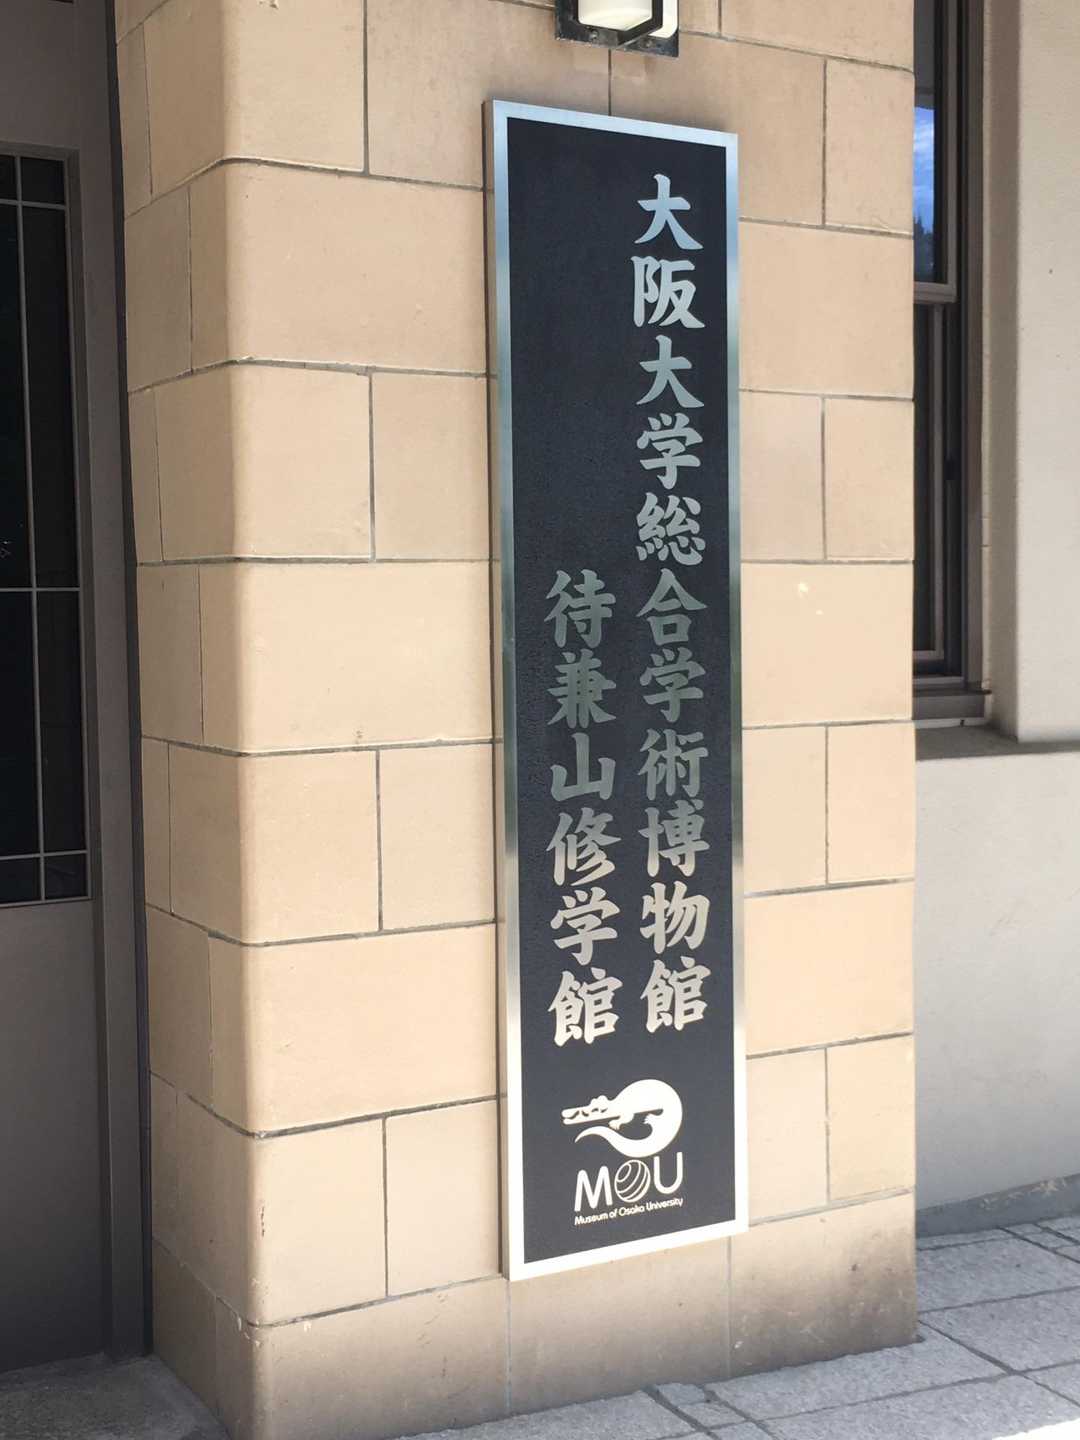 大阪大学総合学術博物館
待兼山修学館
MOU
Museum of Osaka University